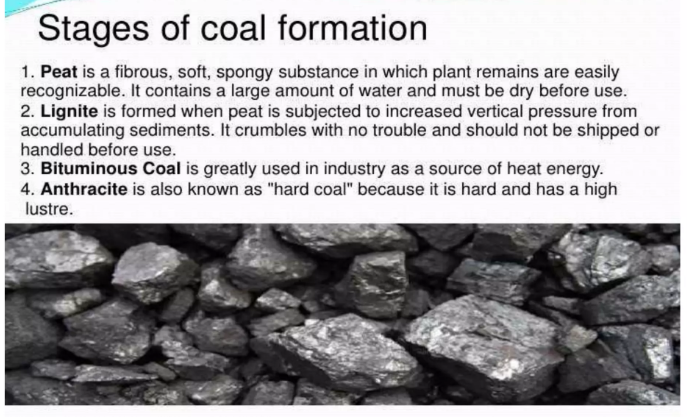 Stages of coal formation
1. Peat is a fibrous, soft, spongy substance in which plant remains are easily
recognizable. It contains a large amount of water and must be dry before use.
2. Lignite is formed when peat is subjected to increased vertical pressure from
accumulating sediments. It crumbles with no trouble and should not be shipped or
handled before use.
3. Bituminous Coal is greatly used in industry as a source of heat energy.
4. Anthracite is also known as "hard coal" because it is hard and has a high
lustre.